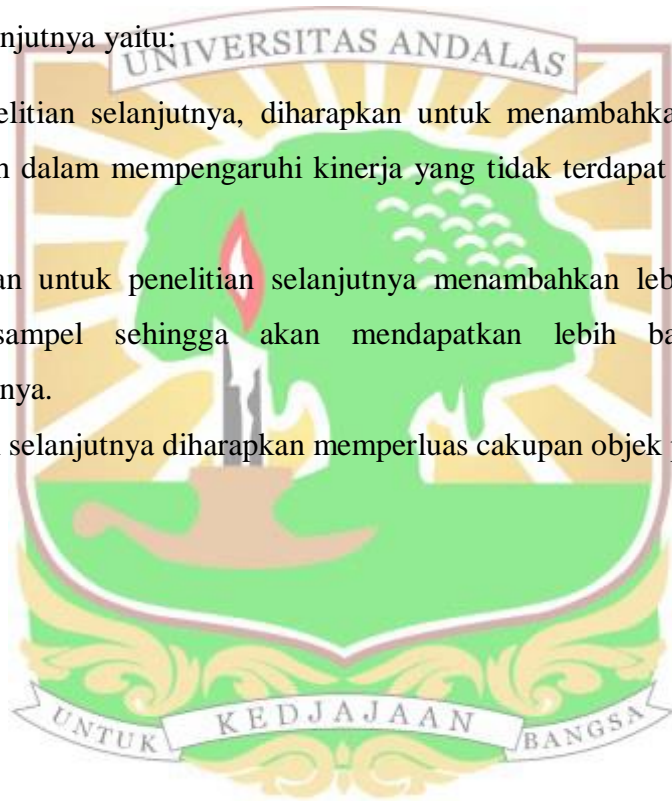 njutnya yaitu:
UNIVERSITAS ANDALAS
elitian selanjutnya, diharapkan untuk menambahka
n dalam mempengaruhi kinerja yang tidak terdapat
an untuk penelitian selanjutnya menambahkan leb
sampel sehingga akan mendapatkan lebih ba
nya.
selanjutnya diharapkan memperluas cakupan objek
UNTUK KEDJAJAAN BANGSA